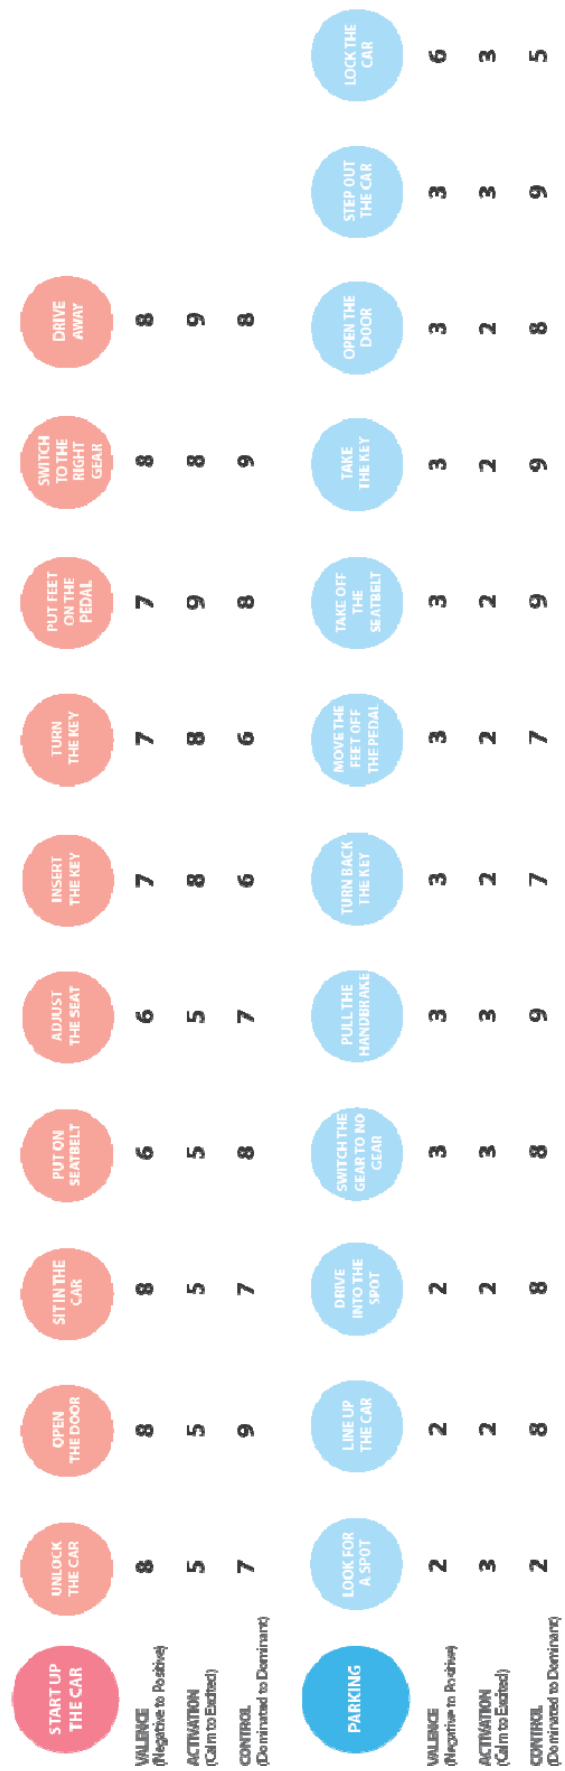 START UP
THE CAR
UNLOCK
THE CAR
OPEN
THE DOOR
SIT IN THE
CAR
PUT ON
SEATBELT
ADJUST
THE SEAT
INSERT
THE KEY
TURN
THE KEY
PUT FEET
ON THE
PEDAL
SWITCH
TO THE
RIGHT
GEAR
DRIVE
AWAY
VALENCE 8 8 8 6 6 7 7 7 8 8
(Negative to Positive)
ACTIVATION 5 5 5 5 5 8 8 9 8 9
(Calm to Excited)
CONTROL 7 9 7 8 7 6 6 8 9 8
(Dominated to Dominant)
PARKING
LOOK FOR
A SPOT
LINE UP
THE CAR
DRIVE
INTO THE
SPOT
SWITCH THE
GEAR TO NO
GEAR
PULL THE
HANDBRAKE
TURN BACK
THE KEY
MOVE THE
FEET OFF
THE PEDAL
TAKE OFF
THE
SEATBELT
TAKE
THE KEY
OPEN THE
DOOR
STEP OUT
THE CAR
LOCK THE
CAR
VALENCE 2 2 2 3 3 3 3 3 3 3 3 6
(Negative to Positive)
ACTIVATION 3 2 2 3 3 2 2 2 2 2 3 3
(Calm to Excited)
CONTROL 2 8 8 8 9 7 7 9 9 8 9 5
(Dominated to Dominant)